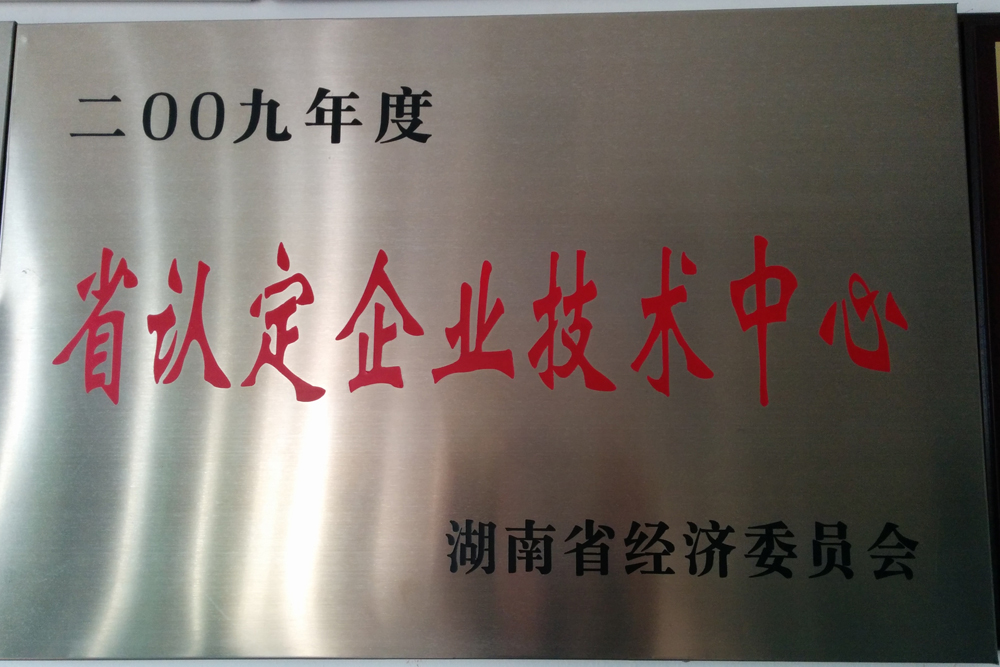 二00九年度
省认定企业技术中心
湖南省经济委员会